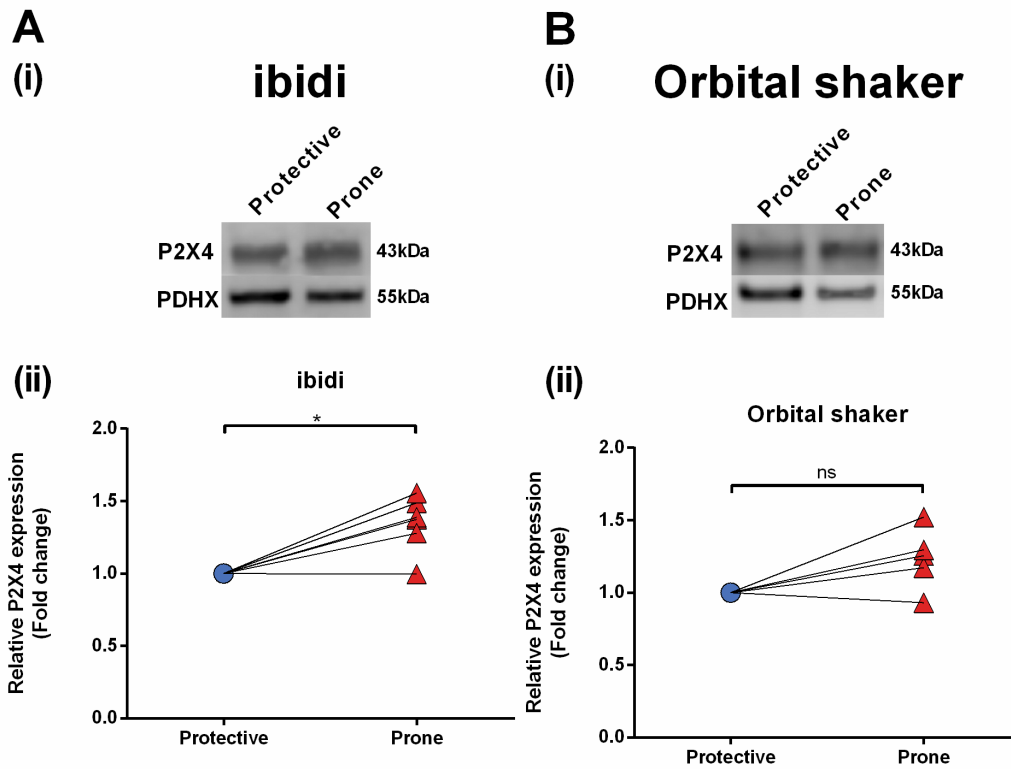 A
(i)
ibidi
Protective
Prone
P2X4
43kDa
PDHX
55kDa
(ii)
ibidi
*
2.0
1.5
1.0
0.5
0.0
Relative P2X4 expression
(Fold change)
Protective
Prone
B
(i)
Orbital shaker
Protective
Prone
P2X4
43kDa
PDHX
55kDa
(ii)
Orbital shaker
ns
2.0
1.5
1.0
0.5
0.0
Relative P2X4 expression
(Fold change)
Protective
Prone